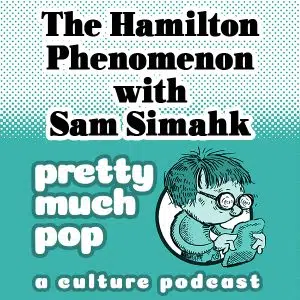 The Hamilton
Phenomenon
with
Sam Simahk
pretty
much
pop
a culture podcast